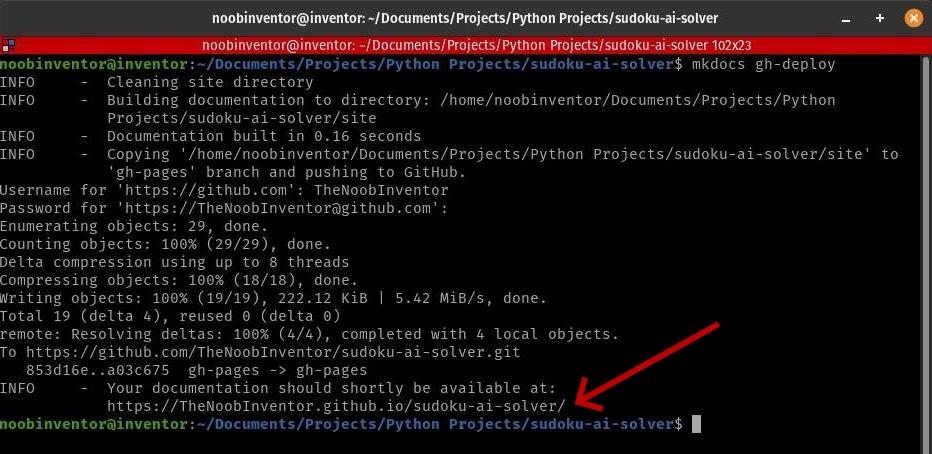 noobinventor@inventor: ~/Documents/Projects/Python Projects/sudoku-ai-solver
noobinventor@inventor: ~/Documents/Projects/Python Projects/sudoku-ai-solver 102x23
noobinventor@inventor:~/Documents/Projects/Python Projects/sudoku-ai-solver$ mkdocs gh-deploy
INFO     -  Cleaning site directory
INFO     -  Building documentation to directory: /home/noobinventor/Documents/Projects/Python
            Projects/sudoku-ai-solver/site
INFO     -  Documentation built in 0.16 seconds
INFO     -  Copying '/home/noobinventor/Documents/Projects/Python Projects/sudoku-ai-solver/site' to
            'gh-pages' branch and pushing to GitHub.
Username for 'https://github.com': TheNoobInventor
Password for 'https://TheNoobInventor@github.com':
Enumerating objects: 29, done.
Counting objects: 100% (29/29), done.
Delta compression using up to 8 threads
Compressing objects: 100% (18/18), done.
Writing objects: 100% (19/19), 222.12 KiB | 5.42 MiB/s, done.
Total 19 (delta 4), reused 0 (delta 0)
remote: Resolving deltas: 100% (4/4), completed with 4 local objects.
To https://github.com/TheNoobInventor/sudoku-ai-solver.git
   853d16e..a03c675  gh-pages -> gh-pages
INFO     -  Your documentation should shortly be available at:
            https://TheNoobInventor.github.io/sudoku-ai-solver/
noobinventor@inventor:~/Documents/Projects/Python Projects/sudoku-ai-solver$